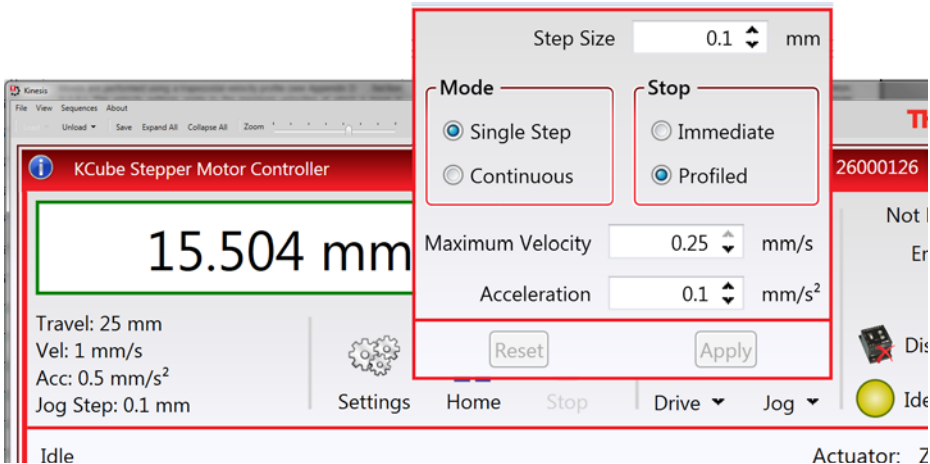 Step Size 0.1 mm
Mode
Stop
Single Step
Immediate
Continuous
Profiled
Maximum Velocity 0.25 mm/s
Acceleration 0.1 mm/s²
Reset
Apply
Kinesis
File View Sequences About
Unload Save Expand All Collapse All Zoom
TH
KCube Stepper Motor Controller
26000126
15.504 mm
Not
Travel: 25 mm
Vel: 1 mm/s
Acc: 0.5 mm/s²
Jog Step: 0.1 mm
Settings
Home
Stop
Drive
Jog
Dis
Ide
Idle
Actuator: Z